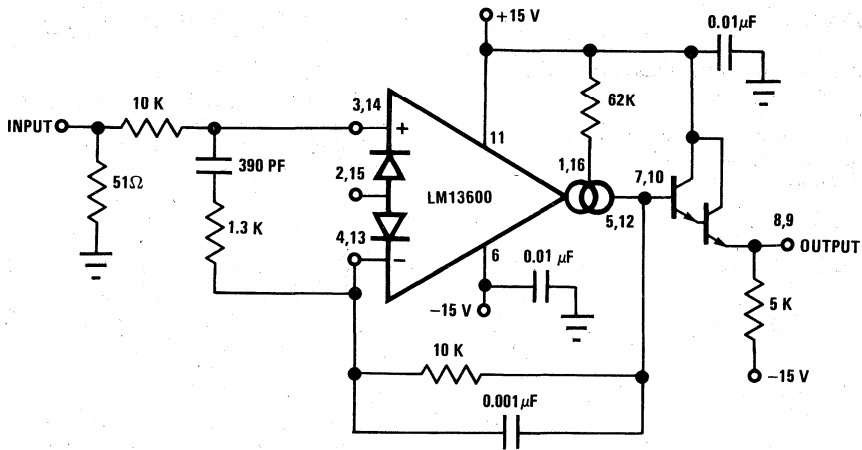 +15 V
0.01μF
10 K
3,14
62K
INPUT
+
11
390 PF
2,15
LM13600
1,16
7,10
51Ω
1.3 K
4,13
5,12
8,9
OUTPUT
−
6
0.01 μF
5 K
−15 V
10 K
−15 V
0.001μF